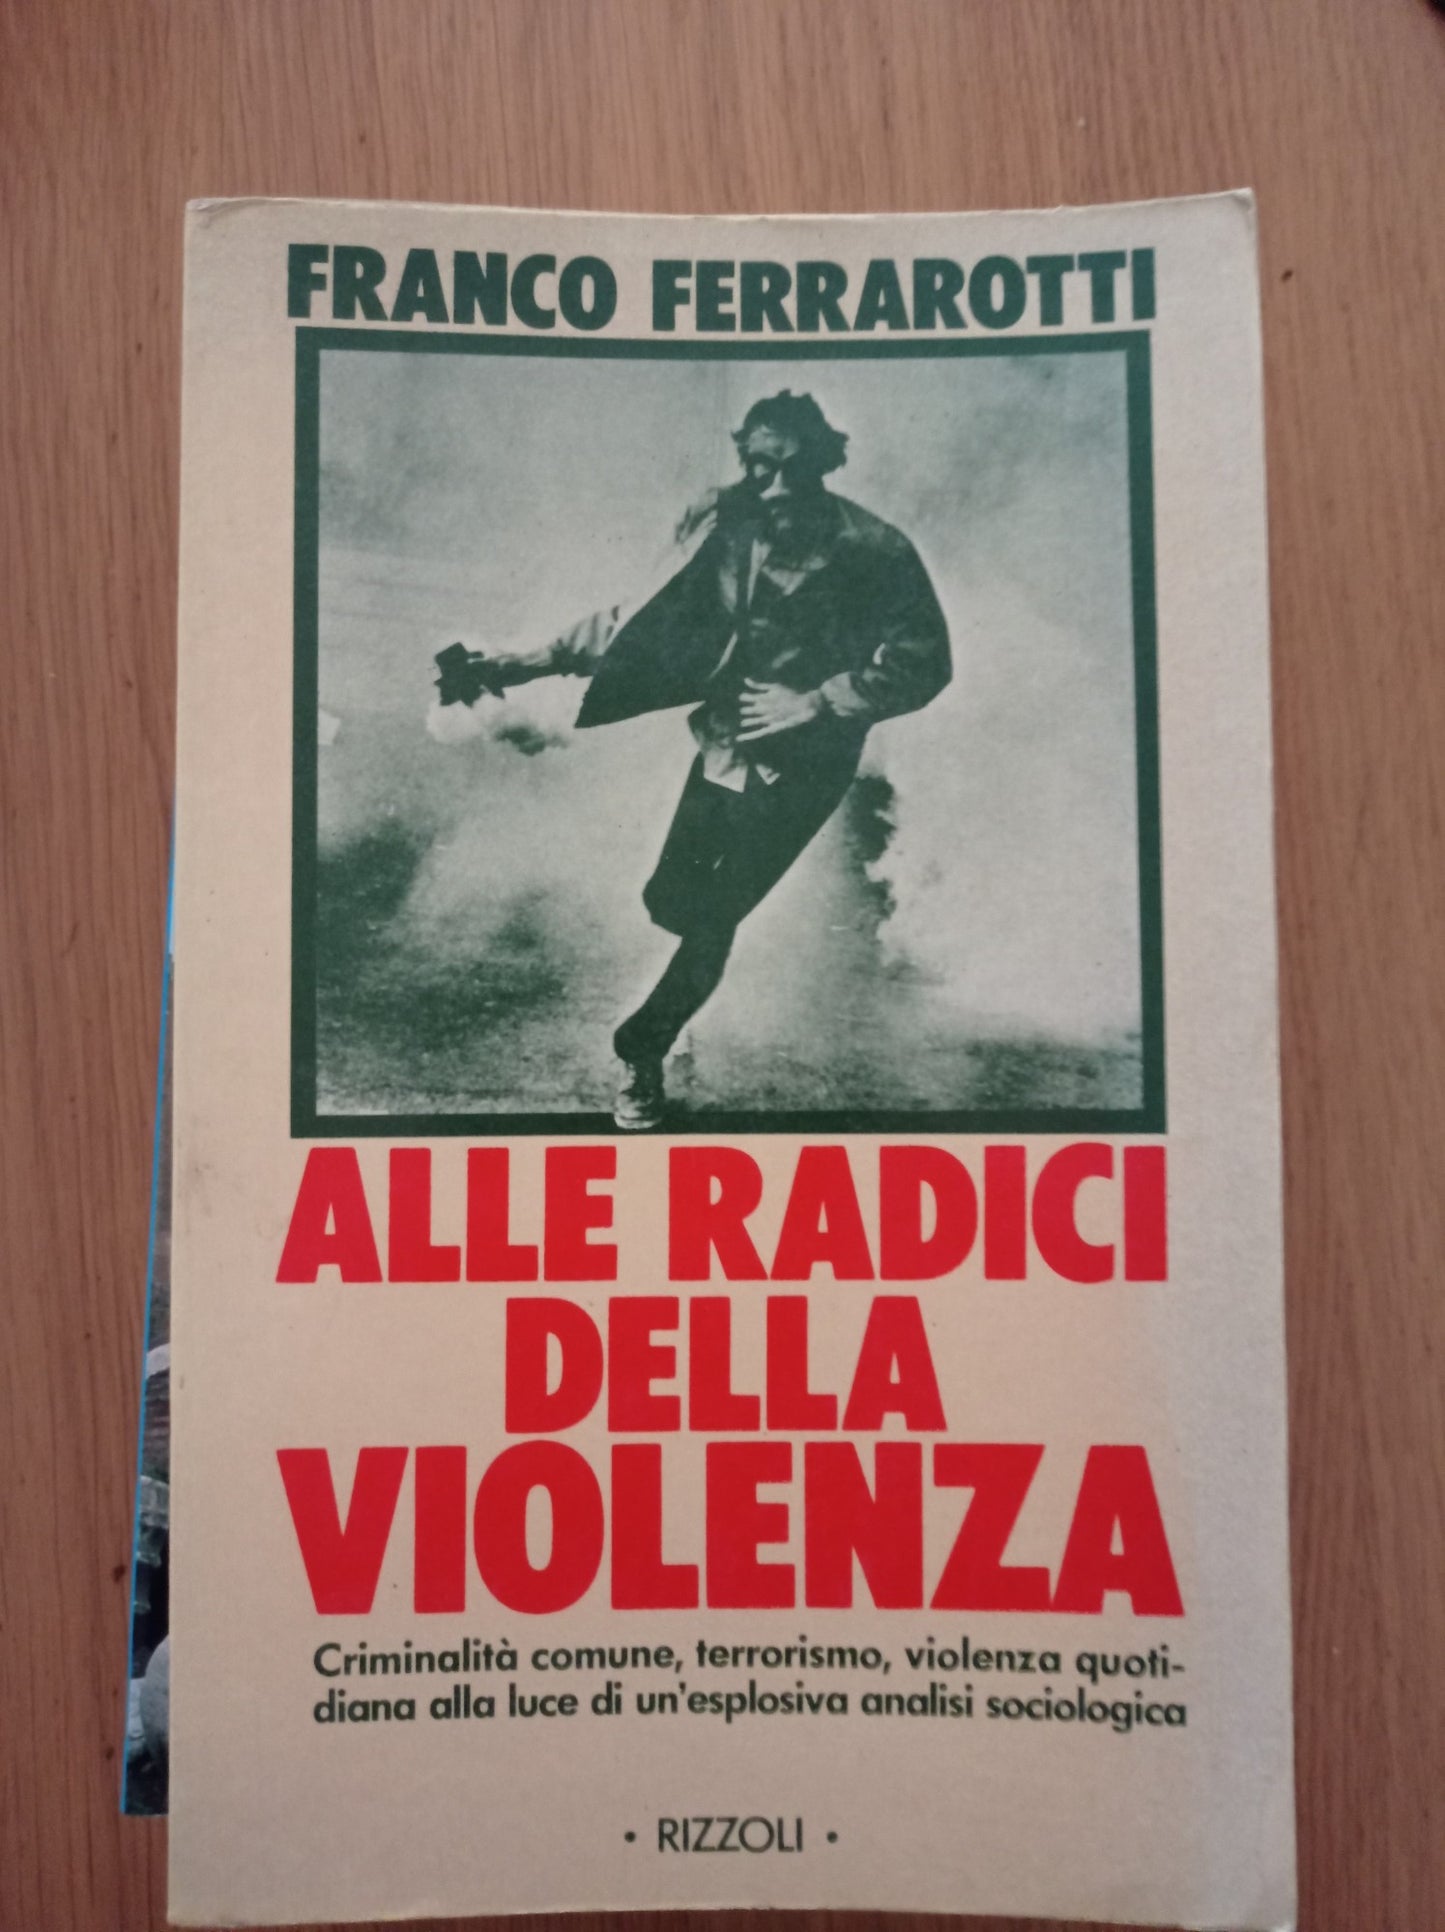 FRANCO FERRAROTTI
ALLE RADICI
DELLA
VIOLENZA
Criminalità comune, terrorismo, violenza quoti-
diana alla luce di un'esplosiva analisi sociologica
• RIZZOLI •